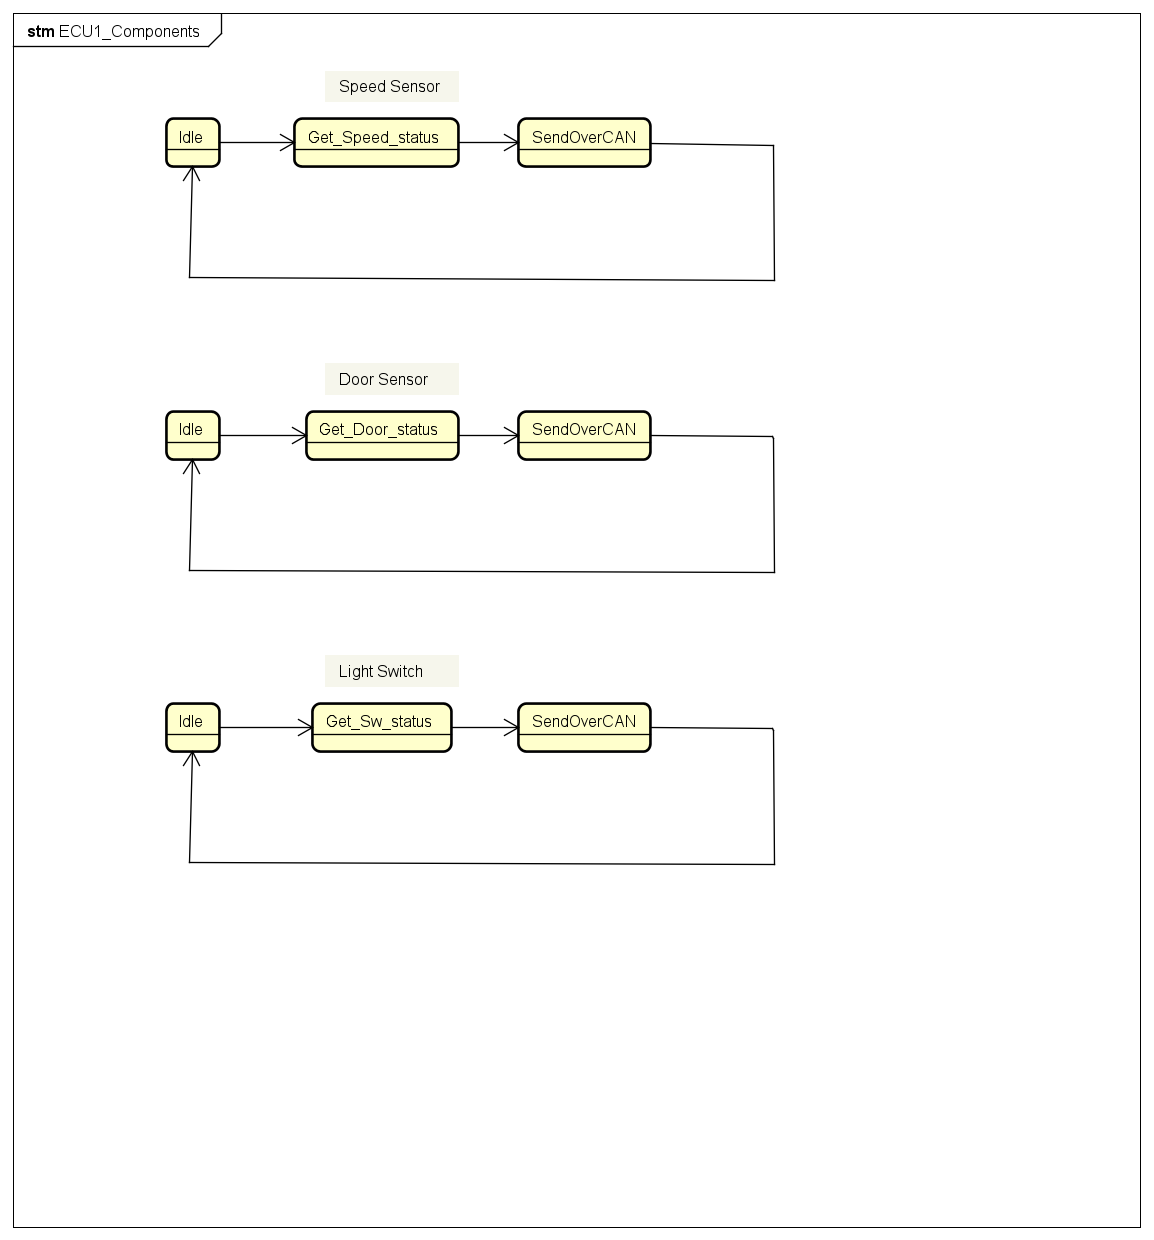 stm ECU1_Components
Speed Sensor
Idle
Get_Speed_status
SendOverCAN
Door Sensor
Idle
Get_Door_status
SendOverCAN
Light Switch
Idle
Get_Sw_status
SendOverCAN